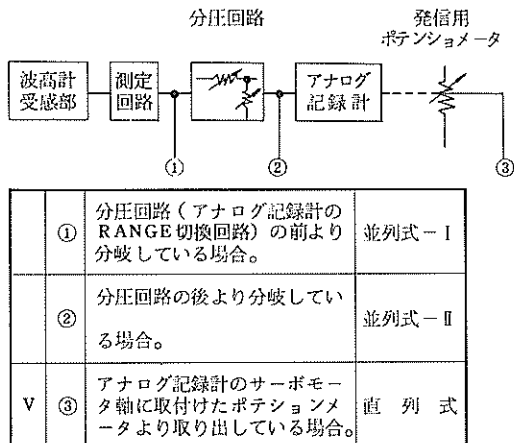 分圧回路
発信用
ポテンショメータ
波高計
受感部
測定
回路
アナログ
記録計
①
②
③
① 分圧回路(アナログ記録計の
RANGE切換回路)の前より
分岐している場合。
並列式-Ⅰ
② 分圧回路の後より分岐してい
る場合。
並列式-Ⅱ
V ③ アナログ記録計のサーボモー
タ軸に取付けたポテションメ
ータより取り出している場合。
直列式